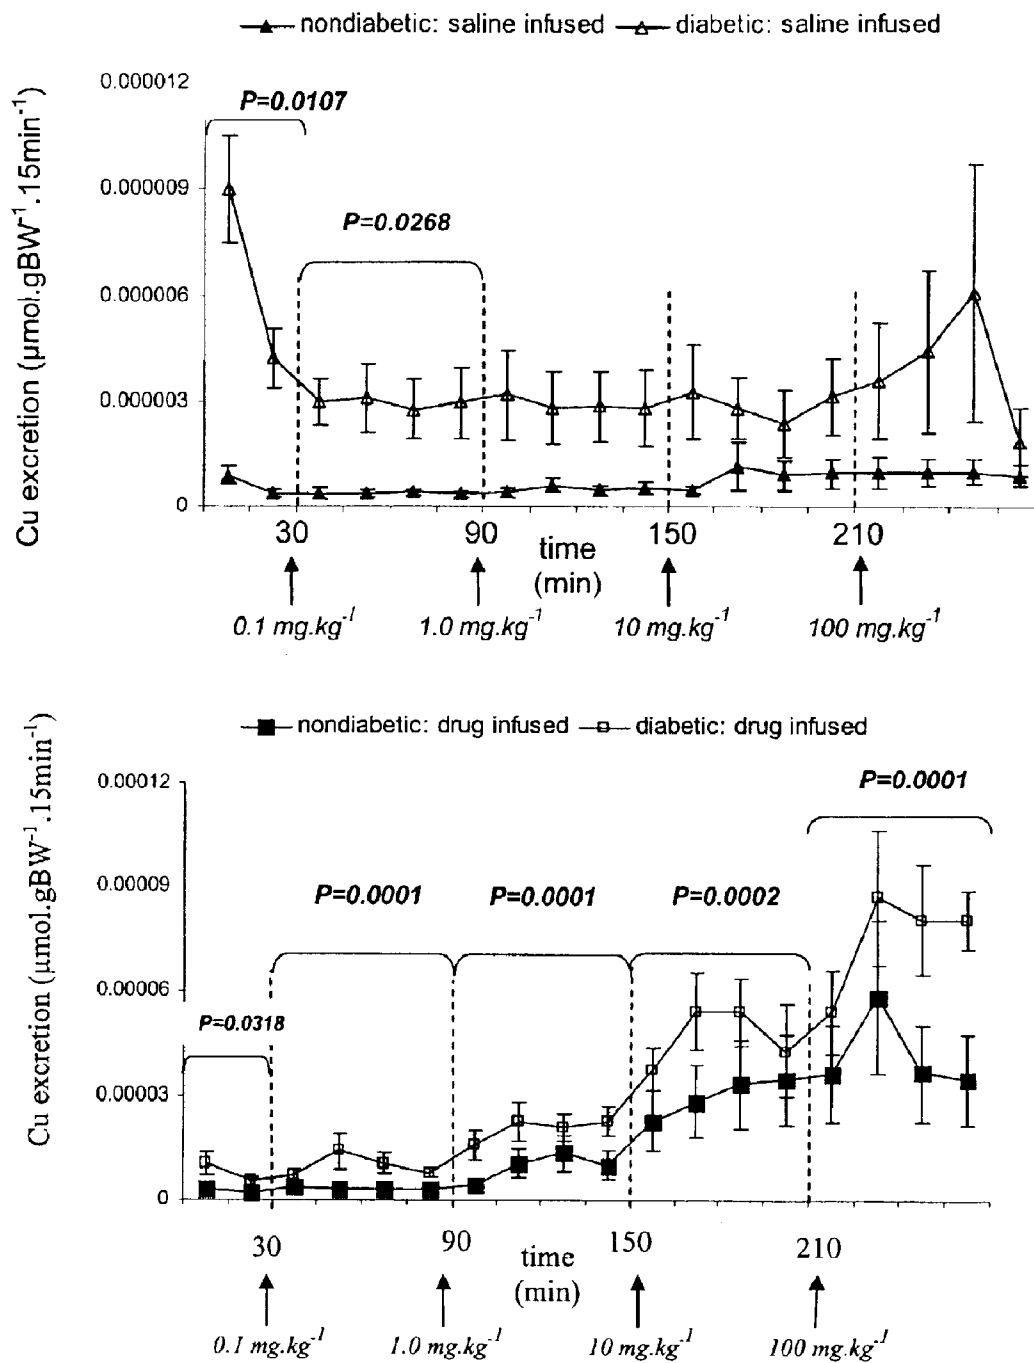 nondiabetic: saline infused diabetic: saline infused
Cu excretion (µmol.gBW⁻¹.15min⁻¹)
0.000012
P=0.0107
0.000009
P=0.0268
0.000006
0.000003
0
30 90 150 210
time
(min)
0.1 mg.kg⁻¹ 1.0 mg.kg⁻¹ 10 mg.kg⁻¹ 100 mg.kg⁻¹
nondiabetic: drug infused diabetic: drug infused
Cu excretion (µmol.gBW⁻¹.15min⁻¹)
0.00012
P=0.0001
0.00009
P=0.0001 P=0.0001 P=0.0002
0.00006
P=0.0318
0.00003
0
30 90 150 210
time
(min)
0.1 mg.kg⁻¹ 1.0 mg.kg⁻¹ 10 mg.kg⁻¹ 100 mg.kg⁻¹